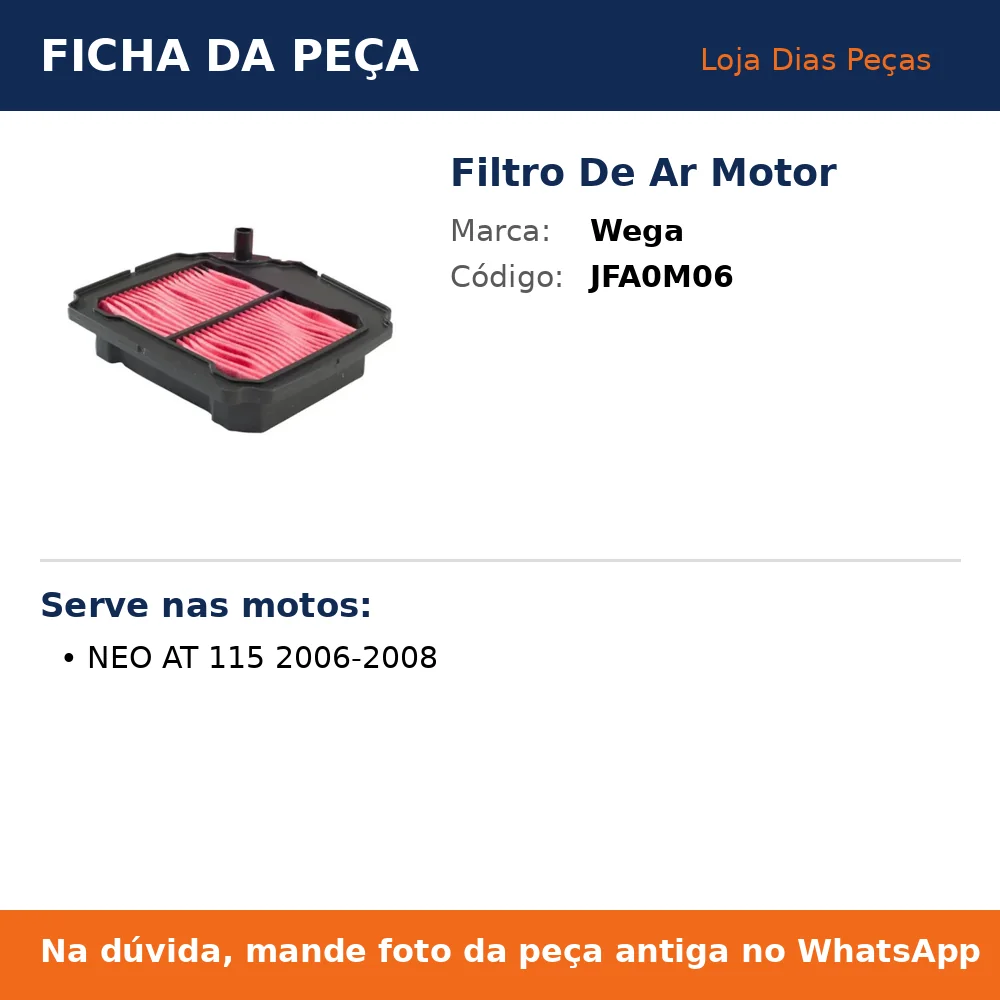 FICHA DA PEÇA
Loja Dias Peças
Filtro De Ar Motor
Marca: Wega
Código: JFA0M06
Serve nas motos:
• NEO AT 115 2006-2008
Na dúvida, mande foto da peça antiga no WhatsApp